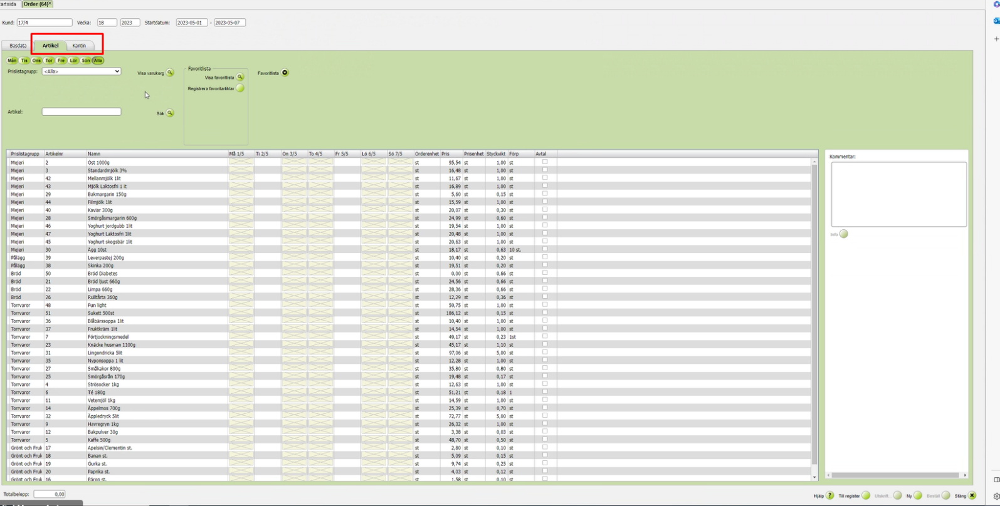 artsida Order (64)×
Kund: 17/4 Vecka: 18 2023 Startdatum: 2023-05-01 - 2023-05-07
Basdata Artikel Kantin
Mån Tis Ons Tor Fre Lör Sön Alla
Prislistagrupp: <Alla> Visa varukorg Favoritlista Favoritlista
Visa favoritlista
Registrera favoritartiklar
Artikel: Sök
Prislistagrupp Artikelnr Namn Må 1/5 Ti 2/5 On 3/5 To 4/5 Fr 5/5 Lö 6/5 Sö 7/5 Orderenhet Pris Prisenhet Styckvikt Förp Avtal
Mejeri 2 Ost 1000g st 95,54 st 1,00 st
Mejeri 3 Standardmjölk 3% st 16,48 st 1,00 st
Mejeri 42 Mellanmjölk 1lit st 11,67 st 1,00 st
Mejeri 43 Mjölk Laktosfri 1 it st 16,89 st 1,00 st
Mejeri 29 Bakmargarin 150g st 5,60 st 0,15 st
Mejeri 44 Filmjölk 1lit st 15,59 st 1,00 st
Mejeri 40 Kaviar 300g st 20,07 st 0,30 st
Mejeri 28 Smörgåsmargarin 600g st 24,99 st 0,60 st
Mejeri 46 Yoghurt jordgubb 1lit st 19,54 st 1,00 st
Mejeri 47 Yoghurt Laktosfri 1lit st 20,48 st 1,00 st
Mejeri 45 Yoghurt skogsbär 1lit st 20,63 st 1,00 st
Mejeri 30 Ägg 10st st 18,17 st 0,63 10 st.
Pålägg 39 Leverpastej 200g st 10,40 st 0,20 st
Pålägg 38 Skinka 200g st 19,51 st 0,20 st
Bröd 50 Bröd Diabetes st 0,00 st 0,66 st
Bröd 21 Bröd ljust 660g st 24,56 st 0,66 st
Bröd 22 Limpa 660g st 28,36 st 0,66 st
Bröd 26 Rulltårta 360g st 12,29 st 0,36 st
Torrvaror 48 Fun light st 50,75 st 1,00 st
Torrvaror 51 Sukett 500st st 186,12 st 0,15 st
Torrvaror 36 Blåbärssoppa 1lit st 10,40 st 1,00 st
Torrvaror 37 Fruktkräm 1lit st 14,54 st 1,00 st
Torrvaror 7 Förtjockningsmedel st 49,17 st 0,23 1st
Torrvaror 23 Knäcke husman 1100g st 45,17 st 1,10 st
Torrvaror 31 Lingondricka 5lit st 97,06 st 5,00 st
Torrvaror 35 Nyponsoppa 1 lit st 12,28 st 1,00 st
Torrvaror 27 Småkakor 800g st 35,80 st 0,80 st
Torrvaror 25 Smörgåsrån 170g st 19,48 st 0,17 st
Torrvaror 4 Strösocker 1kg st 12,63 st 1,00 st
Torrvaror 6 Té 180g st 51,21 st 0,18 1
Torrvaror 11 Vetemjöl 1kg st 14,59 st 1,00 st
Torrvaror 14 Äppelmos 700g st 25,39 st 0,70 st
Torrvaror 32 Äppledryck 5lit st 72,77 st 5,00 st
Torrvaror 9 Havregryn 1kg st 26,32 st 1,00 st
Torrvaror 12 Bakpulver 30g st 3,38 st 0,03 st
Torrvaror 5 Kaffe 500g st 48,70 st 0,50 st
Grönt och Fruk 17 Apelsin/Clementin st. st 2,80 st 0,10 st
Grönt och Fruk 18 Banan st. st 5,09 st 0,15 st
Grönt och Fruk 19 Gurka st. st 9,74 st 0,25 st
Grönt och Fruk 20 Paprika st. st 4,03 st 0,12 st
Grönt och Fruk 16 Päron st. st 1,58 st 0,10 st
Kommentar:
Info
Totalbelopp: 0,00
Hjälp ? Till register Utskrift... Ny Beställ Stäng